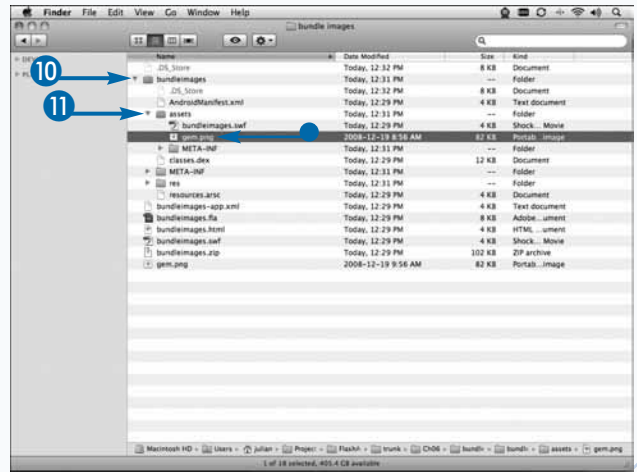 Finder File Edit View Go Window Help
bundle images
Name Date Modified Size Kind
.DS_Store Today, 12:32 PM 8 KB Document
10
bundleimages Today, 12:31 PM -- Folder
.DS_Store Today, 12:32 PM 8 KB Document
AndroidManifest.xml Today, 12:29 PM 4 KB Text document
11
assets Today, 12:31 PM -- Folder
bundleimages.swf Today, 12:29 PM 4 KB Shock... Movie
gem.png 2008-12-19 9:56 AM 82 KB Portab...image
META-INF Today, 12:31 PM -- Folder
classes.dex Today, 12:29 PM 12 KB Document
META-INF Today, 12:31 PM -- Folder
res Today, 12:31 PM -- Folder
resources.arsc Today, 12:29 PM 4 KB Document
bundleimages-app.xml Today, 12:29 PM 4 KB Text document
bundleimages.fla Today, 12:29 PM 8 KB Adobe...ument
bundleimages.html Today, 12:29 PM 4 KB HTML ...ument
bundleimages.swf Today, 12:29 PM 4 KB Shock... Movie
bundleimages.zip Today, 12:31 PM 102 KB ZIP archive
gem.png 2008-12-19 9:56 AM 82 KB Portab...image
Macintosh HD Users julian Project trunk Ch06 bundle bundle assets gem.png
1 of 18 selected, 405.4 GB available